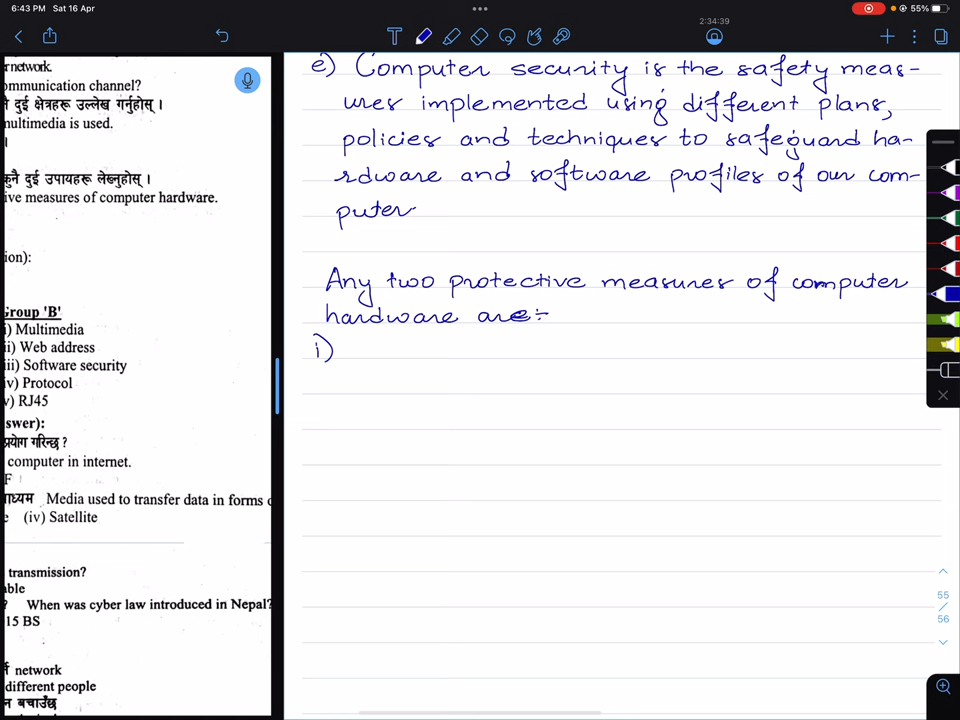 6:43 PM Sat 16 Apr
55%
2:34:39
T
network.
ommunication channel?
दुई क्षेत्रहरू उल्लेख गर्नुहोस् ।
multimedia is used.
कुनै दुई उपायहरू लेख्नुहोस् ।
ive measures of computer hardware.
ion):
Group 'B'
i) Multimedia
ii) Web address
iii) Software security
iv) Protocol
v) RJ45
swer):
प्रयोग गरिन्छ ?
computer in internet.
F
माध्यम Media used to transfer data in forms o
e (iv) Satellite
transmission?
able
? When was cyber law introduced in Nepal?
15 BS
network
different people
न बचाउँछ
e) Computer security is the safety meas-
ures implemented using different plans,
policies and techniques to safeguard ha-
rdware and software profiles of our com-
puter.
Any two protective measures of computer
hardware are:-
i)
55
/
56